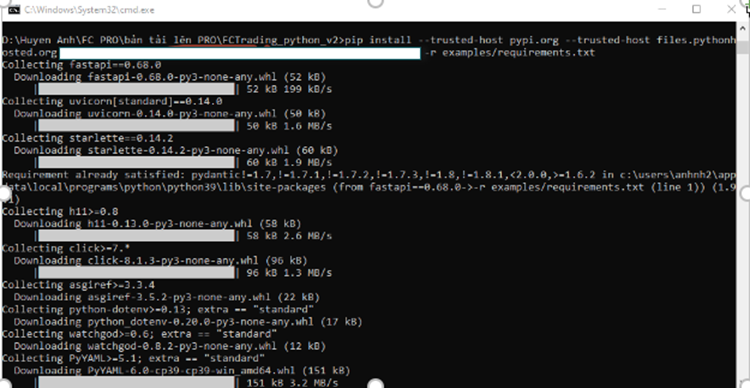 C:\Windows\System32\cmd.exe
D:\Huyen Anh\FC PRO\bản tải lên PRO\FCTrading_python_v2>pip install --trusted-host pypi.org --trusted-host files.pythonh
osted.org -r examples/requirements.txt
Collecting fastapi==0.68.0
Downloading fastapi-0.68.0-py3-none-any.whl (52 kB)
| | 52 kB 199 kB/s
Collecting uvicorn[standard]==0.14.0
Downloading uvicorn-0.14.0-py3-none-any.whl (50 kB)
| | 50 kB 1.6 MB/s
Collecting starlette==0.14.2
Downloading starlette-0.14.2-py3-none-any.whl (60 kB)
| | 60 kB 1.9 MB/s
Requirement already satisfied: pydantic!=1.7,!=1.7.1,!=1.7.2,!=1.7.3,!=1.8,!=1.8.1,<2.0.0,>=1.6.2 in c:\users\anhnh2\app
data\local\programs\python\python39\lib\site-packages (from fastapi==0.68.0->-r examples/requirements.txt (line 1)) (1.9
.1)
Collecting h11>=0.8
Downloading h11-0.13.0-py3-none-any.whl (58 kB)
| | 58 kB 2.6 MB/s
Collecting click>=7.*
Downloading click-8.1.3-py3-none-any.whl (96 kB)
| | 96 kB 1.3 MB/s
Collecting asgiref>=3.3.4
Downloading asgiref-3.5.2-py3-none-any.whl (22 kB)
Collecting python-dotenv>=0.13; extra == "standard"
Downloading python_dotenv-0.20.0-py3-none-any.whl (17 kB)
Collecting watchgod>=0.6; extra == "standard"
Downloading watchgod-0.8.2-py3-none-any.whl (12 kB)
Collecting PyYAML>=5.1; extra == "standard"
Downloading PyYAML-6.0-cp39-cp39-win_amd64.whl (151 kB)
| | 151 kB 3.2 MB/s